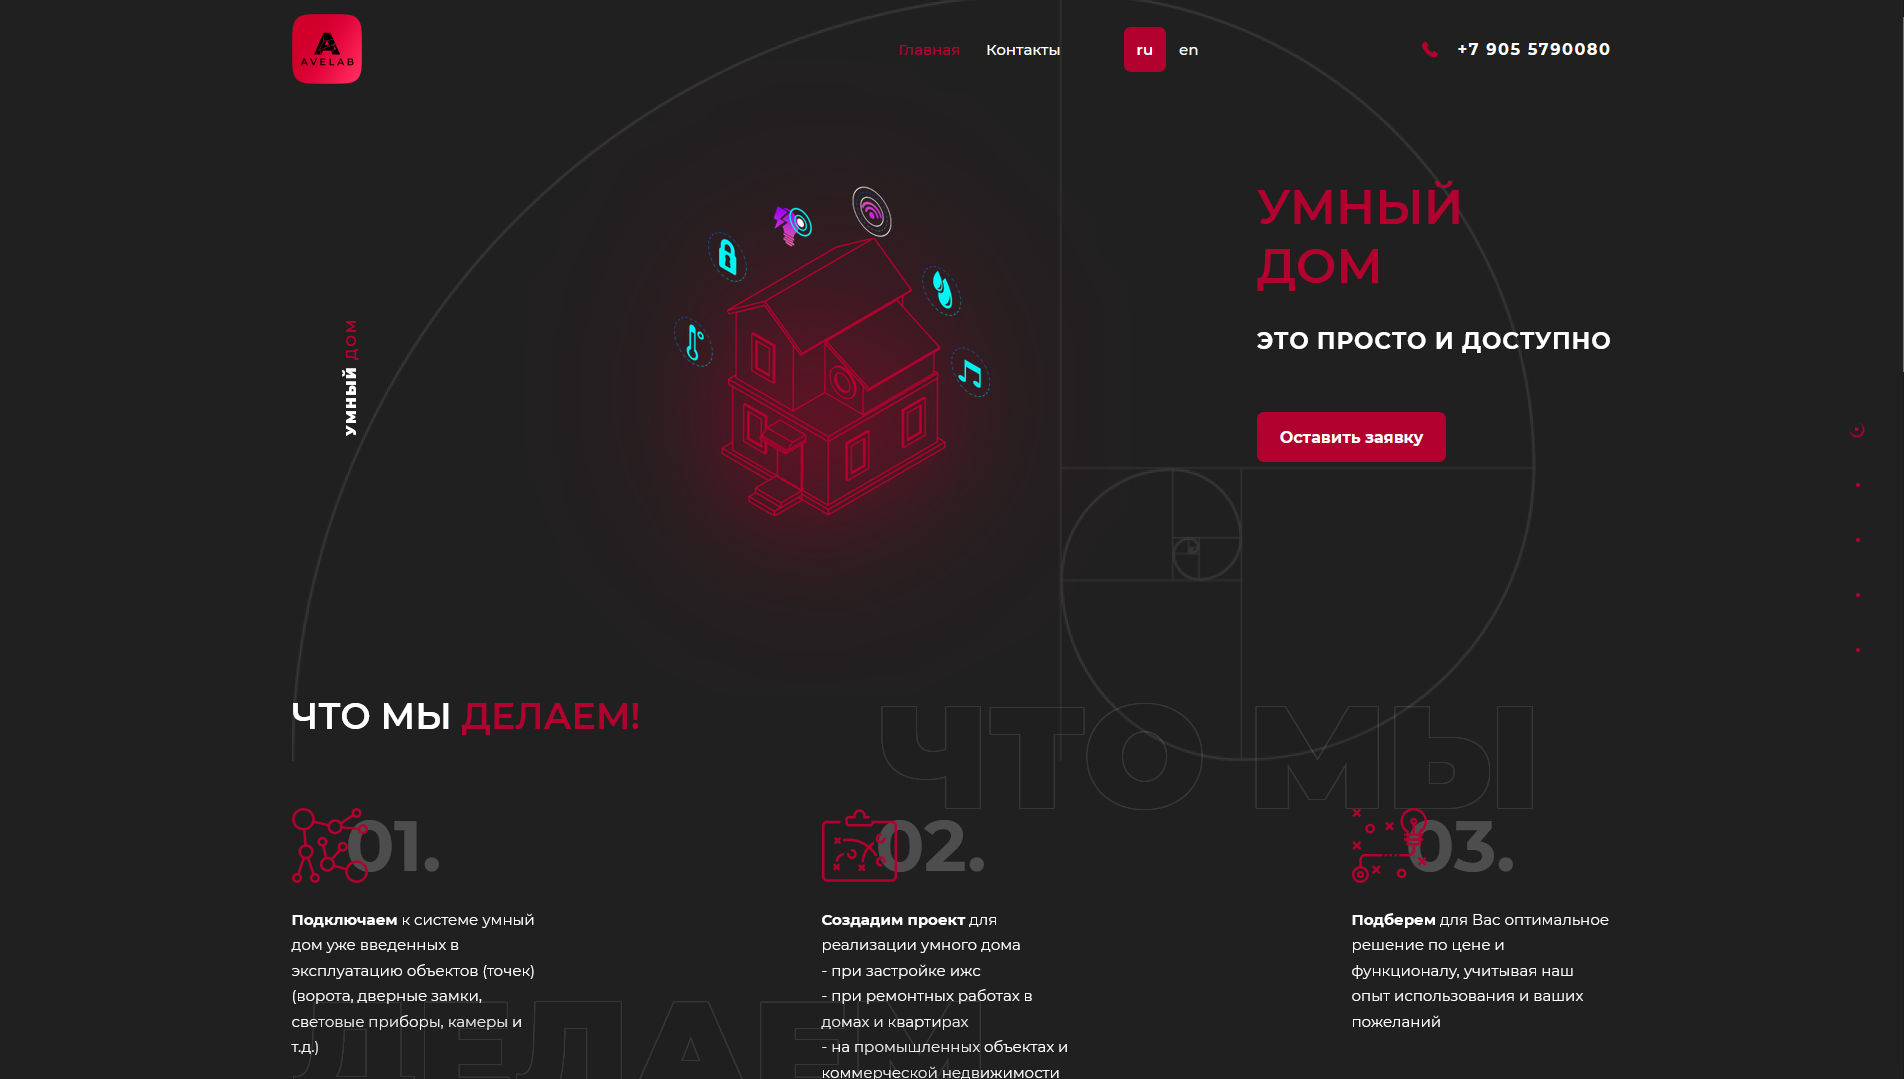 A
AVELAB
Главная
Контакты
ru
en
+7 905 5790080
УМНЫЙ
ДОМ
ЭТО ПРОСТО И ДОСТУПНО
Оставить заявку
Умный ДОМ
ЧТО МЫ ДЕЛАЕМ!
ЧТО МЫ
01.
Подключаем к системе умный
дом уже введенных в
эксплуатацию объектов (точек)
(ворота, дверные замки,
световые приборы, камеры и
т.д.)
02.
Создадим проект для
реализации умного дома
- при застройке ижс
- при ремонтных работах в
домах и квартирах
- на промышленных объектах и
коммерческой недвижимости
03.
Подберем для Вас оптимальное
решение по цене и
функционалу, учитывая наш
опыт использования и ваших
пожеланий
ДЕЛАЕМ